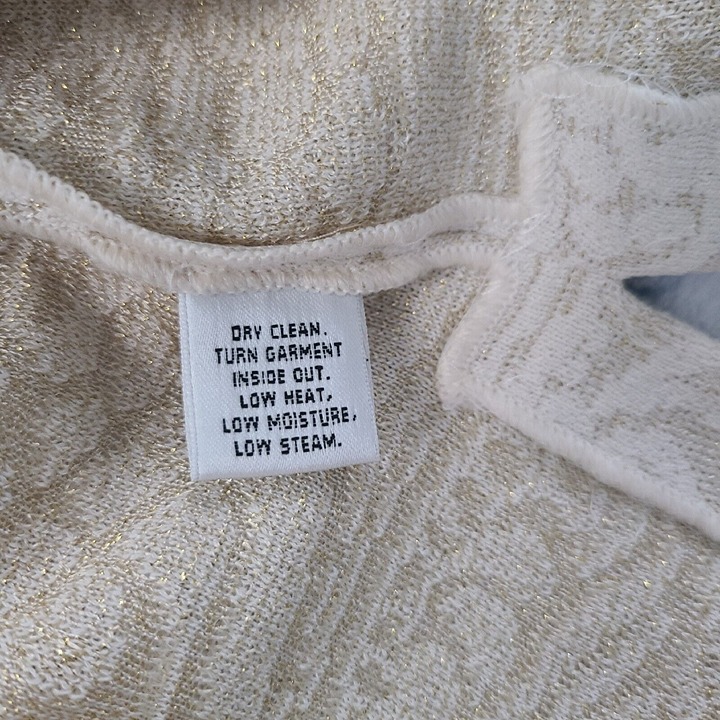 DRY CLEAN.
TURN GARMENT
INSIDE OUT.
LOW HEAT,
LOW MOISTURE,
LOW STEAM.